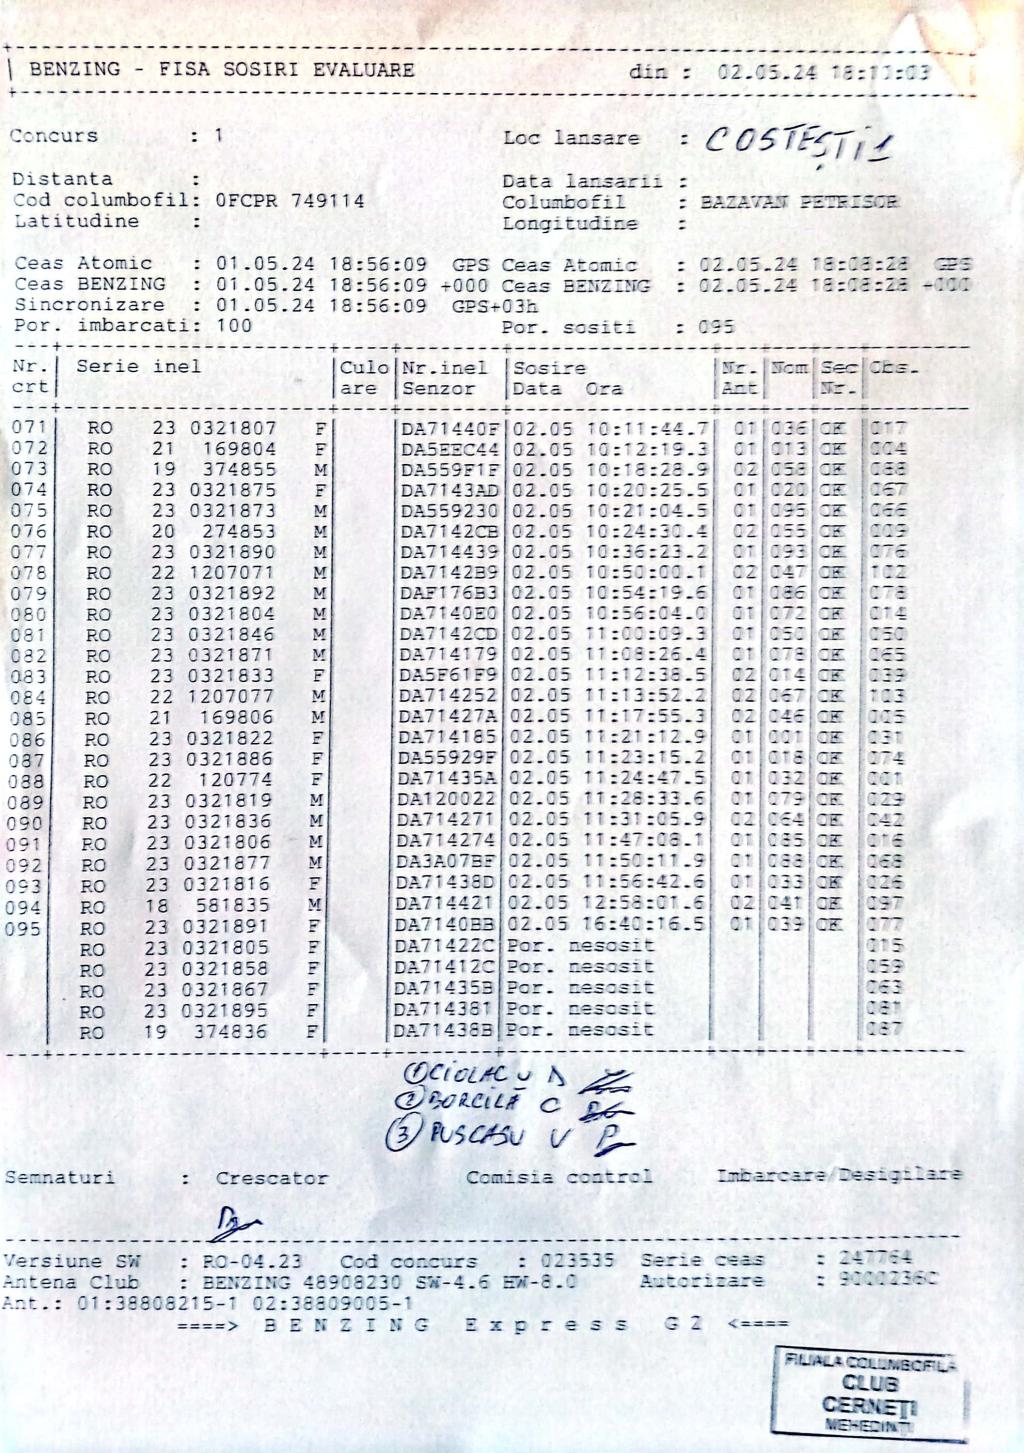 BENZING - FISA SOSIRI EVALUARE din : 02.05.24
Concurs : 1 Loc lansare : COSTEȘTI 1
Distanta : Data lansarii :
Cod columbofil: 0FCPR 749114 Columbofil : BAZAVAN PETRISOR
Latitudine : Longitudine :
Ceas Atomic : 01.05.24 18:56:09 GPS Ceas Atomic : 02.05.24 18:08:28 GPS
Ceas BENZING : 01.05.24 18:56:09 +000 Ceas BENZING : 02.05.24 18:08:28 +000
Sincronizare : 01.05.24 18:56:09 GPS+03h
Por. imbarcati: 100 Por. sositi : 095
Nr. Serie inel Culo Nr.inel Sosire Nr. Nom Sec Obs.
crt are Senzor Data Ora Ant Nr.
071 RO 23 0321807 F DA71440F 02.05 10:11:44.7 01 036 OK 017
072 RO 21 169804 F DA5EEC44 02.05 10:12:19.3 01 013 OK 004
073 RO 19 374855 M DA559F1F 02.05 10:18:28.9 02 058 OK 088
074 RO 23 0321875 F DA7143AD 02.05 10:20:25.5 01 020 OK 067
075 RO 23 0321873 M DA559230 02.05 10:21:04.5 01 095 OK 066
076 RO 20 274853 M DA7142CB 02.05 10:24:30.4 02 055 OK 009
077 RO 23 0321890 M DA714439 02.05 10:36:23.2 01 093 OK 076
078 RO 22 1207071 M DA7142B9 02.05 10:50:00.1 02 047 OK 102
079 RO 23 0321892 M DAF176B3 02.05 10:54:19.6 01 086 OK 078
080 RO 23 0321804 M DA7140E0 02.05 10:56:04.0 01 072 OK 014
081 RO 23 0321846 M DA7142CD 02.05 11:00:09.3 01 050 OK 050
082 RO 23 0321871 M DA714179 02.05 11:08:26.4 01 078 OK 065
083 RO 23 0321833 F DA5F61F9 02.05 11:12:38.5 02 014 OK 039
084 RO 22 1207077 M DA714252 02.05 11:13:52.2 02 067 OK 103
085 RO 21 169806 M DA71427A 02.05 11:17:55.3 02 046 OK 005
086 RO 23 0321822 F DA714185 02.05 11:21:12.9 01 001 OK 031
087 RO 23 0321886 F DA55929F 02.05 11:23:15.2 01 018 OK 074
088 RO 22 120774 F DA71435A 02.05 11:24:47.5 01 032 OK 001
089 RO 23 0321819 M DA120022 02.05 11:28:33.6 01 079 OK 029
090 RO 23 0321836 M DA714271 02.05 11:31:05.9 02 064 OK 042
091 RO 23 0321806 M DA714274 02.05 11:47:08.1 01 085 OK 016
092 RO 23 0321877 M DA3A07BF 02.05 11:50:11.9 01 088 OK 068
093 RO 23 0321816 F DA71438D 02.05 11:56:42.6 01 033 OK 026
094 RO 18 581835 M DA714421 02.05 12:58:01.6 02 041 OK 097
095 RO 23 0321891 F DA7140BB 02.05 16:40:16.5 01 039 OK 077
RO 23 0321805 F DA71422C Por. nesosit 015
RO 23 0321858 F DA71412C Por. nesosit 059
RO 23 0321867 F DA71435B Por. nesosit 063
RO 23 0321895 F DA714381 Por. nesosit 081
RO 19 374836 F DA71438B Por. nesosit 087
① CIOLACU D
② BORCILĂ C
③ PUSCASU V
Semnaturi : Crescator Comisia control Imbarcare/Desigilare
Versiune SW : RO-04.23 Cod concurs : 023535 Serie ceas : 247764
Antena Club : BENZING 48908230 SW-4.6 HW-8.0 Autorizare : 9000236C
Ant.: 01:38808215-1 02:38809005-1
====> B E N Z I N G E x p r e s s G 2 <====
FILIALA COLUMBOFILA
CLUB
CERNEȚI
MEHEDINȚI